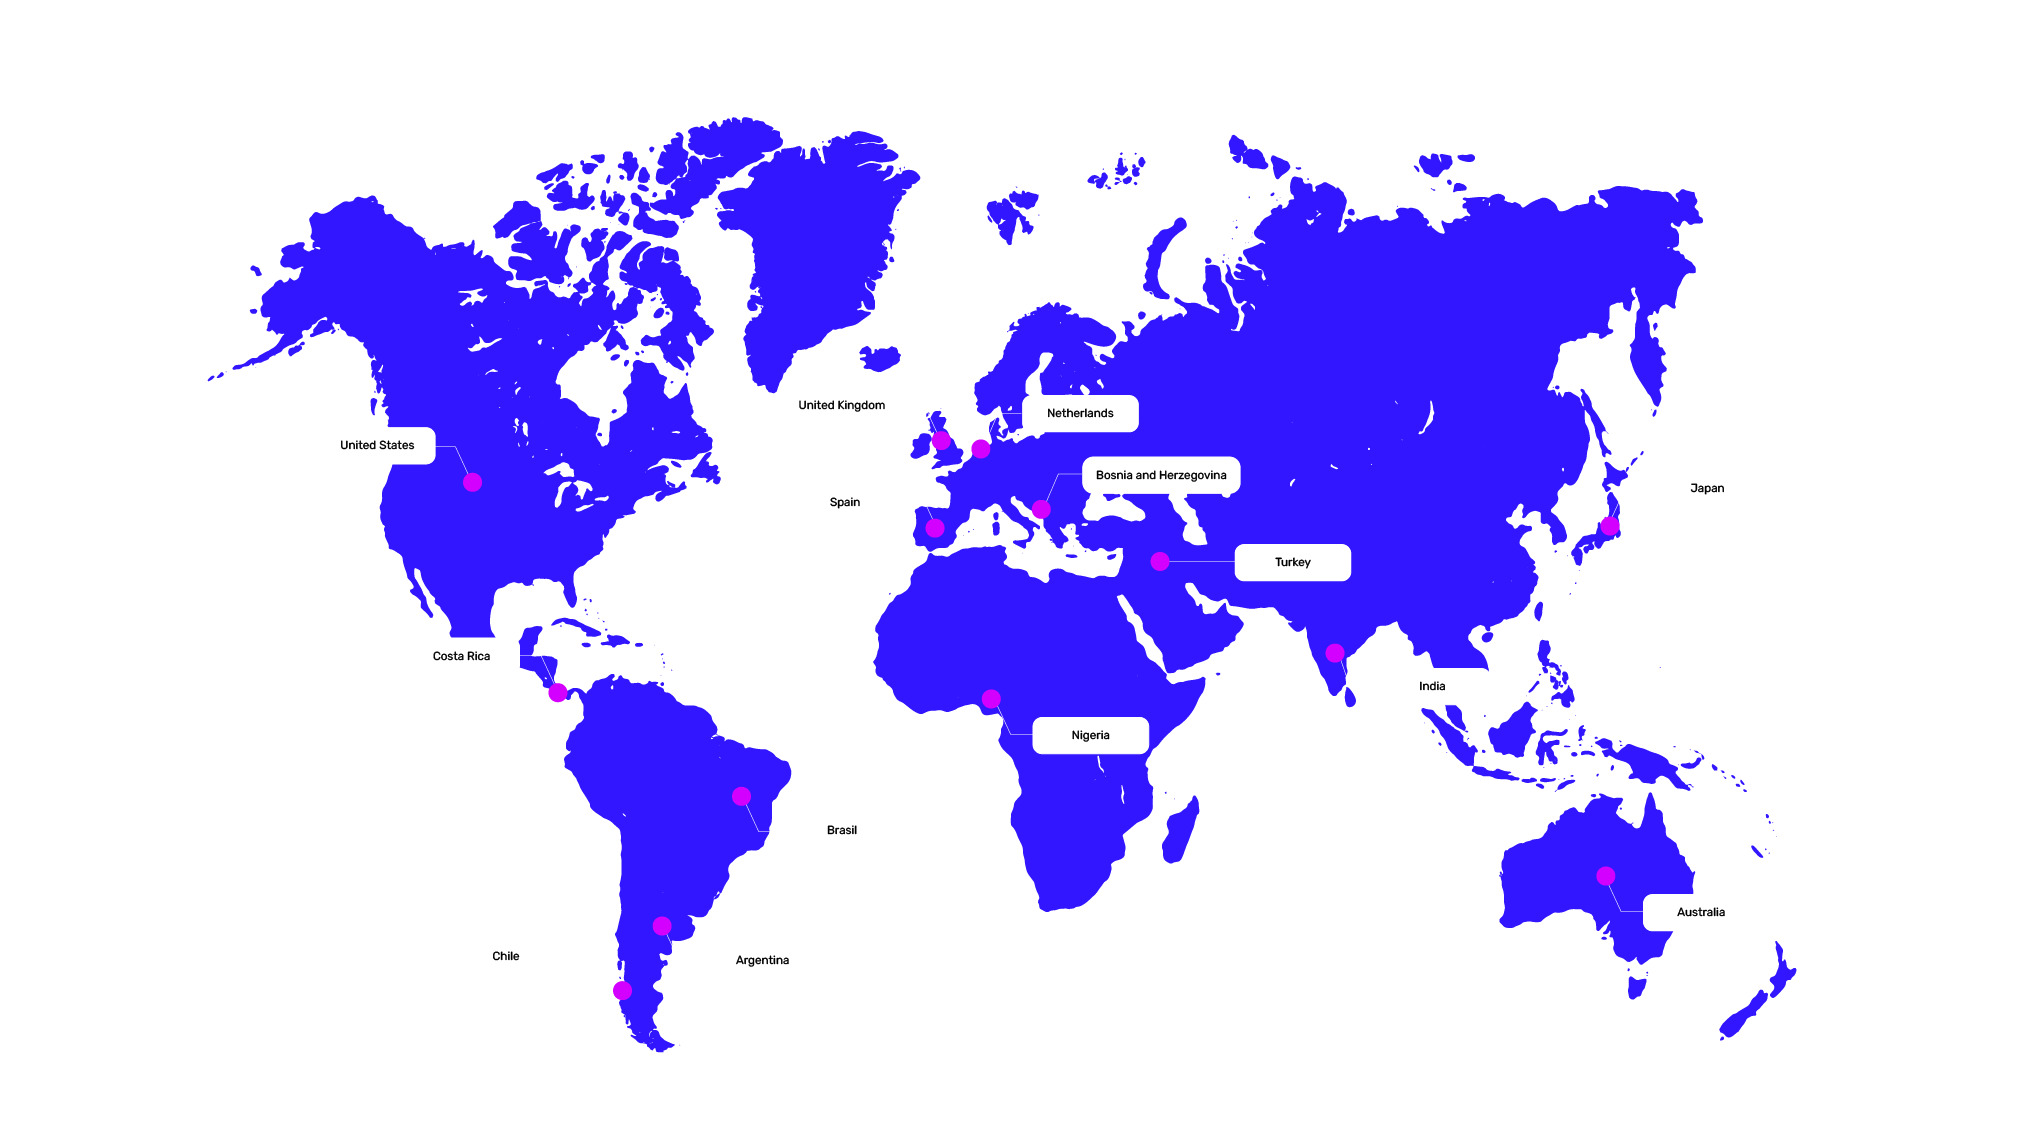 United Kingdom
Netherlands
United States
Bosnia and Herzegovina
Japan
Spain
Turkey
Costa Rica
India
Nigeria
Brasil
Australia
Chile
Argentina